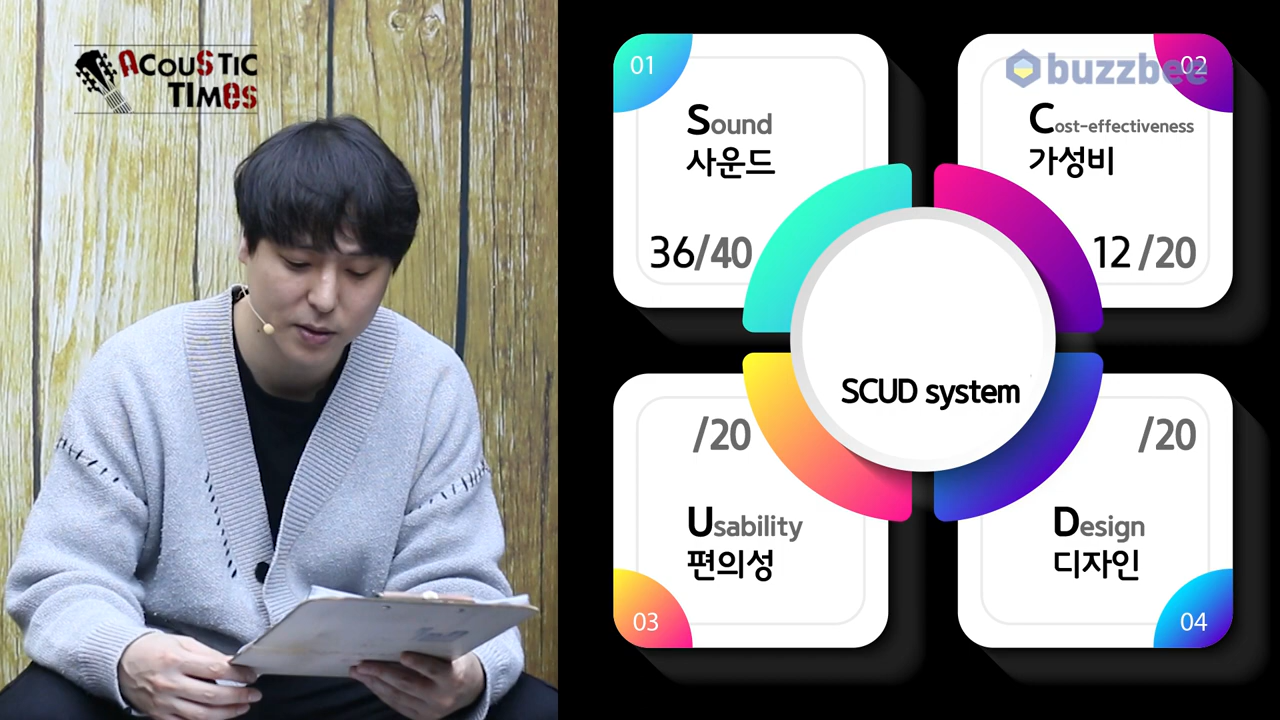 ACOUSTIC
TIMES
01
Sound
사운드
36/40
buzzbee
02
Cost-effectiveness
가성비
12 /20
SCUD system
/20
Usability
편의성
03
/20
Design
디자인
04